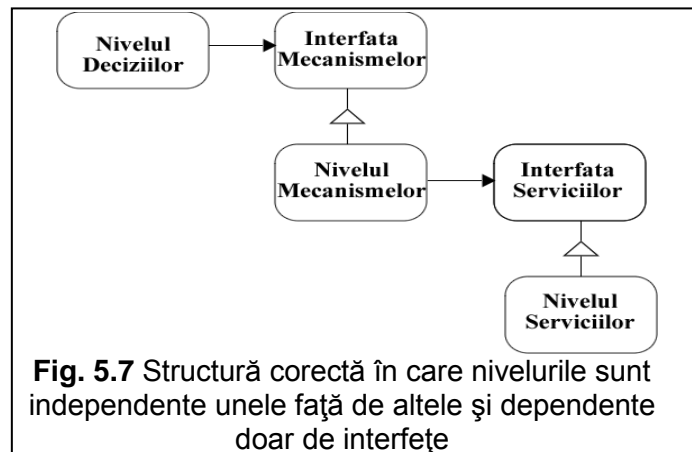 Nivelul
Deciziilor
Interfata
Mecanismelor
Nivelul
Mecanismelor
Interfata
Serviciilor
Nivelul
Serviciilor
Fig. 5.7 Structură corectă în care nivelurile sunt
independente unele faţă de altele şi dependente
doar de interfeţe